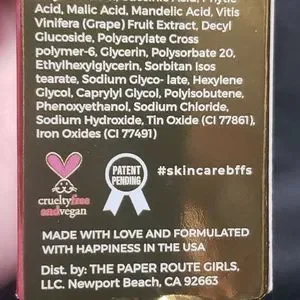 Acid, Malic Acid, Mandelic Acid, Vitis
Vinifera (Grape) Fruit Extract, Decyl
Glucoside, Polyacrylate Cross
polymer-6, Glycerin, Polysorbate 20,
Ethylhexylglycerin, Sorbitan Isos
tearate, Sodium Glyco- late, Hexylene
Glycol, Caprylyl Glycol, Polyisobutene,
Phenoxyethanol, Sodium Chloride,
Sodium Hydroxide, Tin Oxide (CI 77861),
Iron Oxides (CI 77491)
crueltyfree
andvegan
PATENT
PENDING
#skincarebffs
MADE WITH LOVE AND FORMULATED
WITH HAPPINESS IN THE USA
Dist. by: THE PAPER ROUTE GIRLS,
LLC. Newport Beach, CA 92663